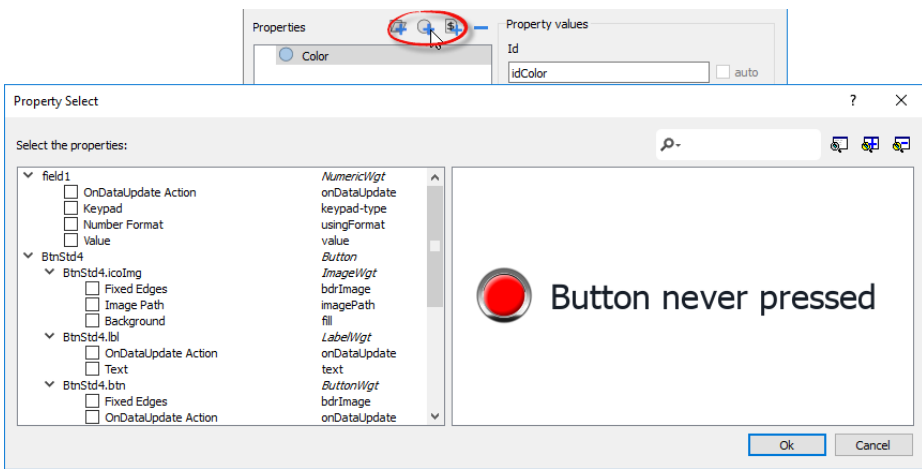 Properties
Property values
Color
Id
idColor
auto
Property Select
?
Select the properties:
field1 NumericWgt
OnDataUpdate Action onDataUpdate
Keypad keypad-type
Number Format usingFormat
Value value
BtnStd4 Button
BtnStd4.icoImg ImageWgt
Fixed Edges bdrImage
Image Path imagePath
Background fill
BtnStd4.lbl LabelWgt
OnDataUpdate Action onDataUpdate
Text text
BtnStd4.btn ButtonWgt
Fixed Edges bdrImage
OnDataUpdate Action onDataUpdate
Button never pressed
Ok Cancel